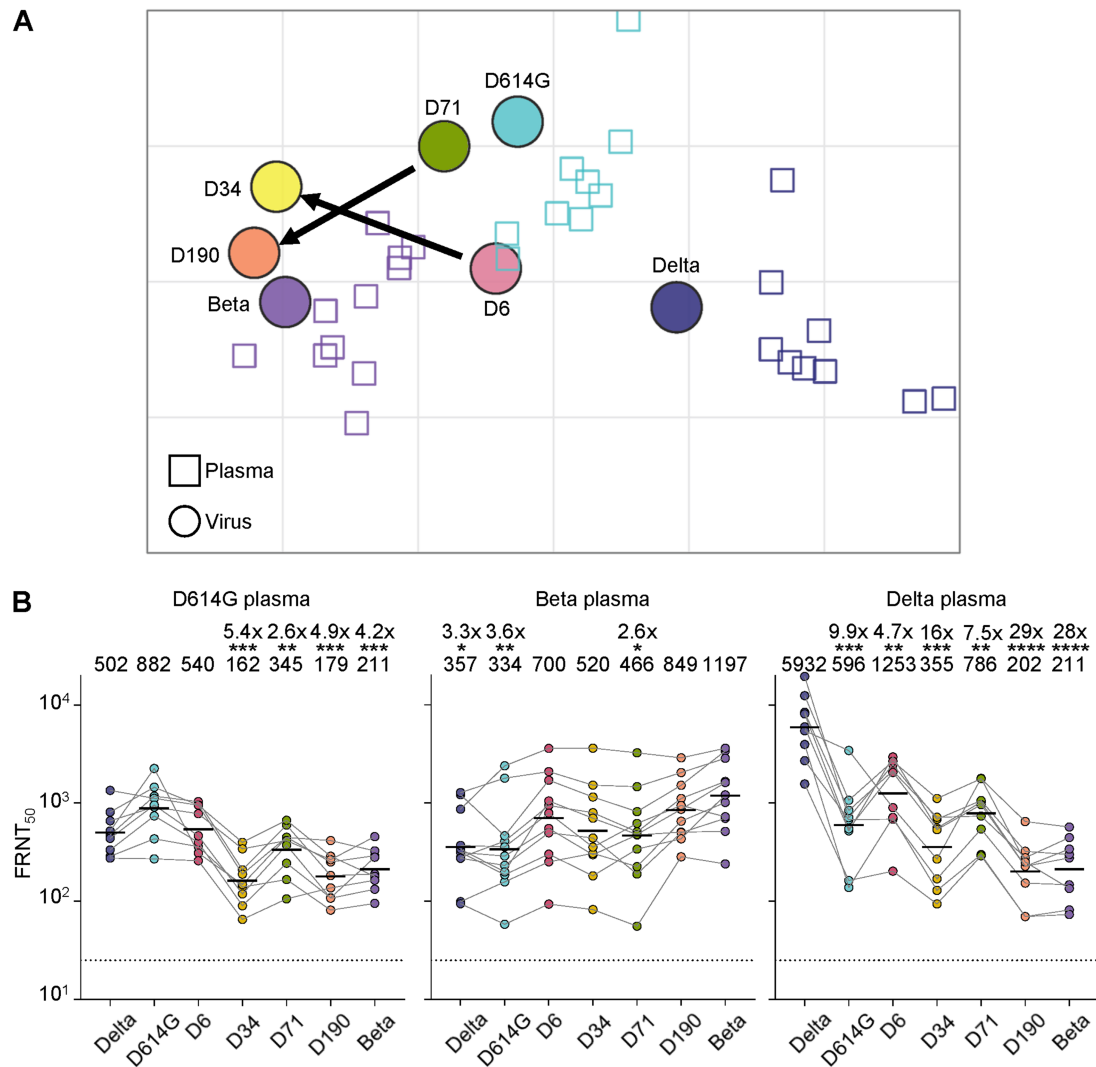 A
D614G
D71
D34
D190
Beta
D6
Delta
Plasma
Virus
B
D614G plasma
Beta plasma
Delta plasma
5.4x 2.6x 4.9x 4.2x
*** ** *** ***
502 882 540 162 345 179 211
3.3x 3.6x 2.6x
* ** *
357 334 700 520 466 849 1197
9.9x 4.7x 16x 7.5x 29x 28x
*** ** *** ** **** ****
5932 596 1253 355 786 202 211
FRNT50
10^4
10^3
10^2
10^1
Delta D614G D6 D34 D71 D190 Beta
Delta D614G D6 D34 D71 D190 Beta
Delta D614G D6 D34 D71 D190 Beta